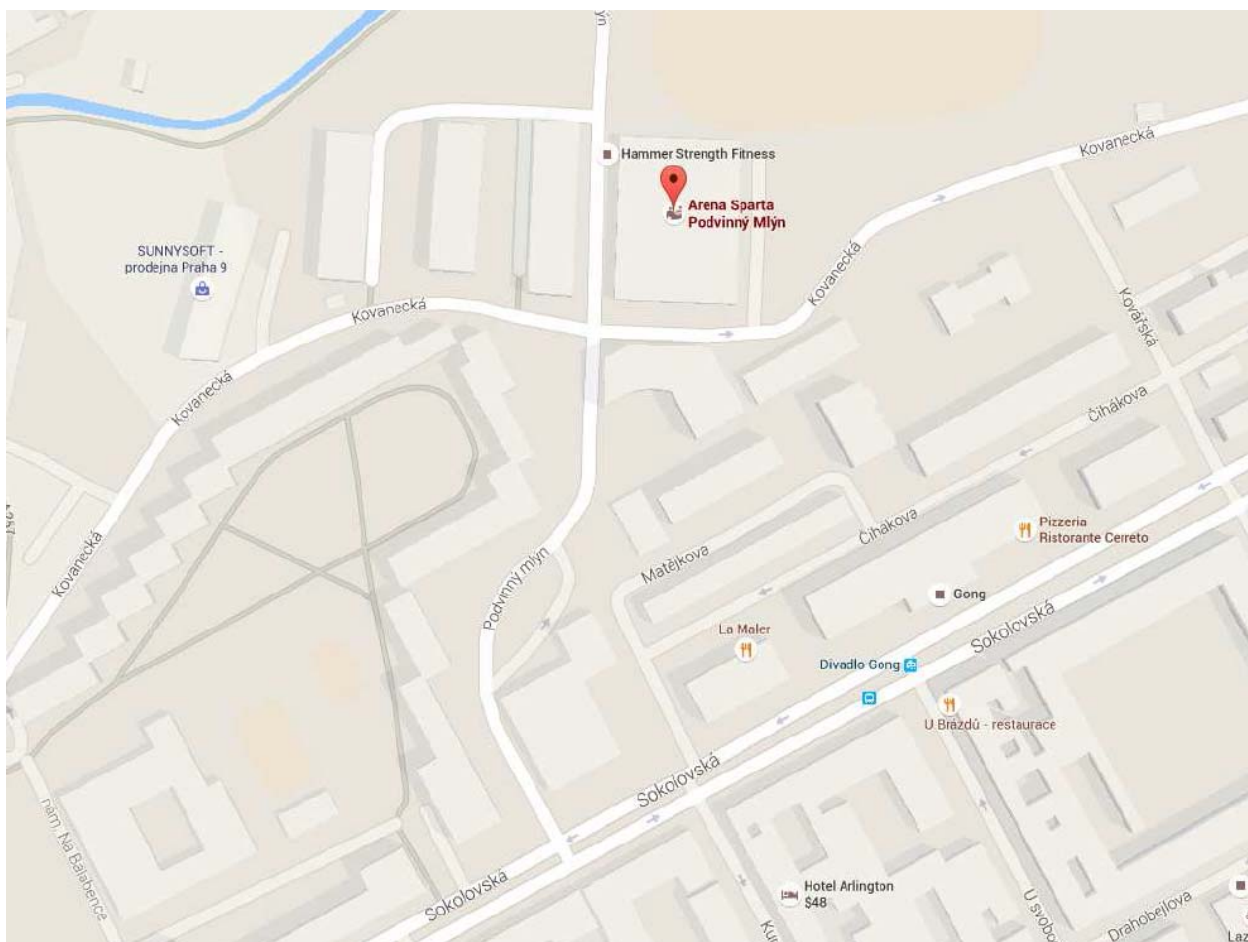 Kovanecká
Hammer Strength Fitness
Arena Sparta
Podvinný Mlýn
SUNNYSOFT -
prodejna Praha 9
Kovanecká
Kovanecká
Kovářská
Kovanecká
Čihákova
Pizzeria
Ristorante Cerreto
Čihákova
Matějkova
Kovanecká
Podvinný mlýn
Gong
Sokolovská
La Maler
Divadlo Gong
U Brázdů - restaurace
Sokolovská
nám. Na Balabence
Hotel Arlington
$48
Sokolovská
Drahobejlova